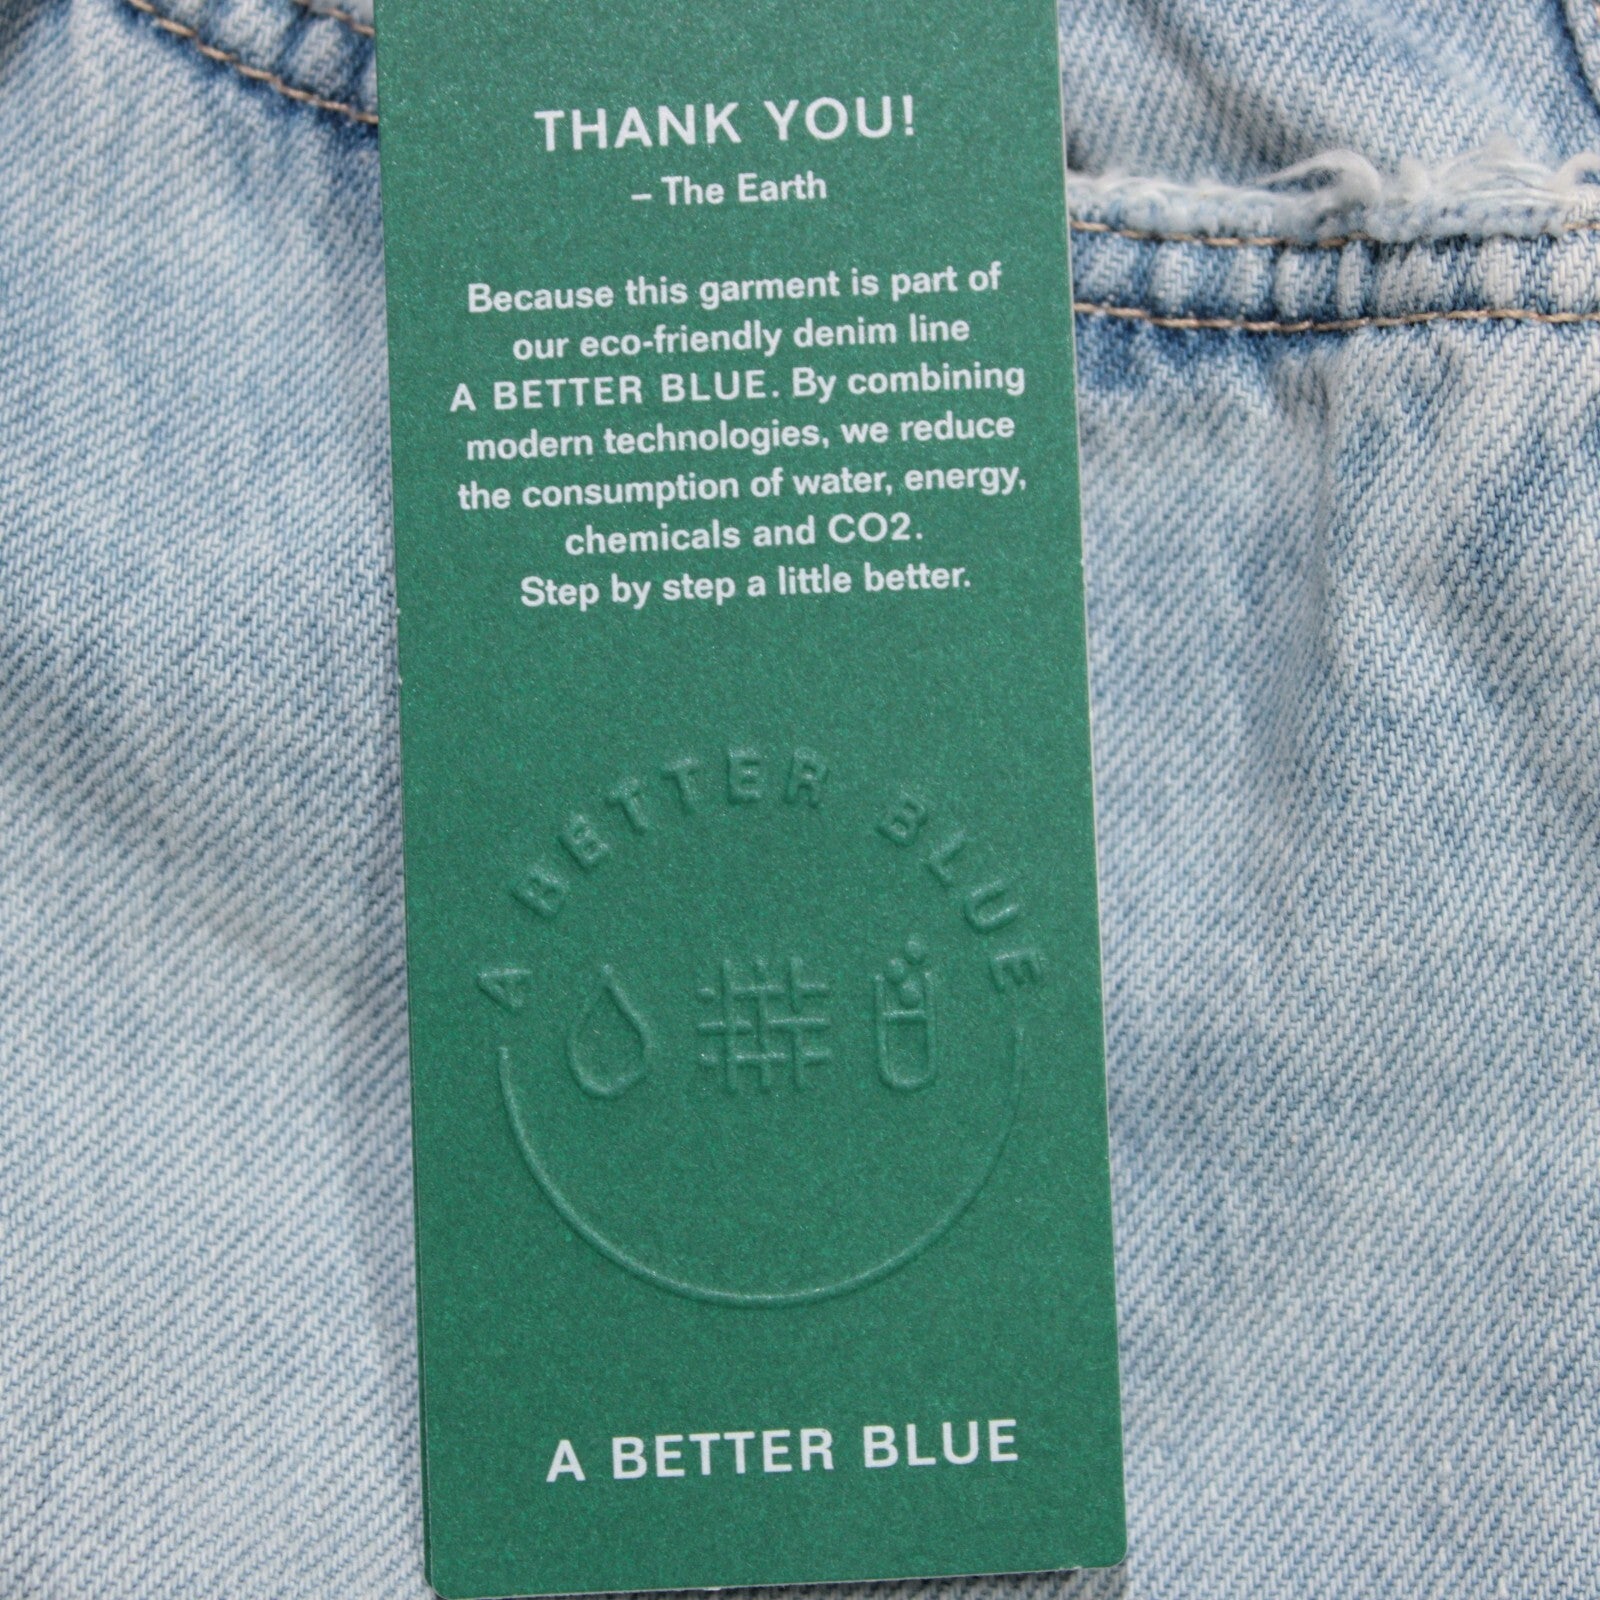 THANK YOU!
– The Earth
Because this garment is part of
our eco-friendly denim line
A BETTER BLUE. By combining
modern technologies, we reduce
the consumption of water, energy,
chemicals and CO2.
Step by step a little better.
A BETTER BLUE
A BETTER BLUE